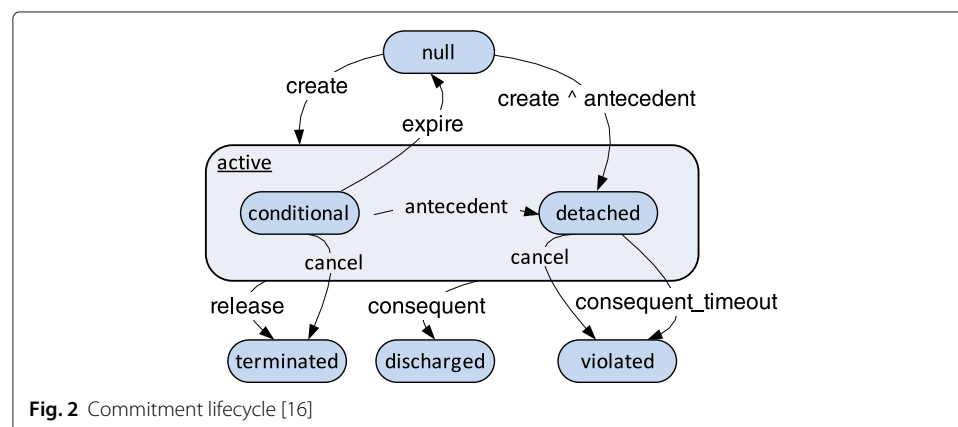 null
create
create ^ antecedent
expire
active
conditional
antecedent
detached
cancel
cancel
release
consequent
consequent_timeout
terminated
discharged
violated
Fig. 2 Commitment lifecycle [16]